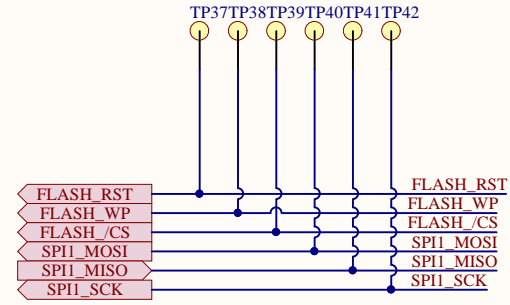 TP37TP38TP39TP40TP41TP42
FLASH_RST FLASH_RST
FLASH_WP FLASH_WP
FLASH_/CS FLASH_/CS
SPI1_MOSI SPI1_MOSI
SPI1_MISO SPI1_MISO
SPI1_SCK SPI1_SCK